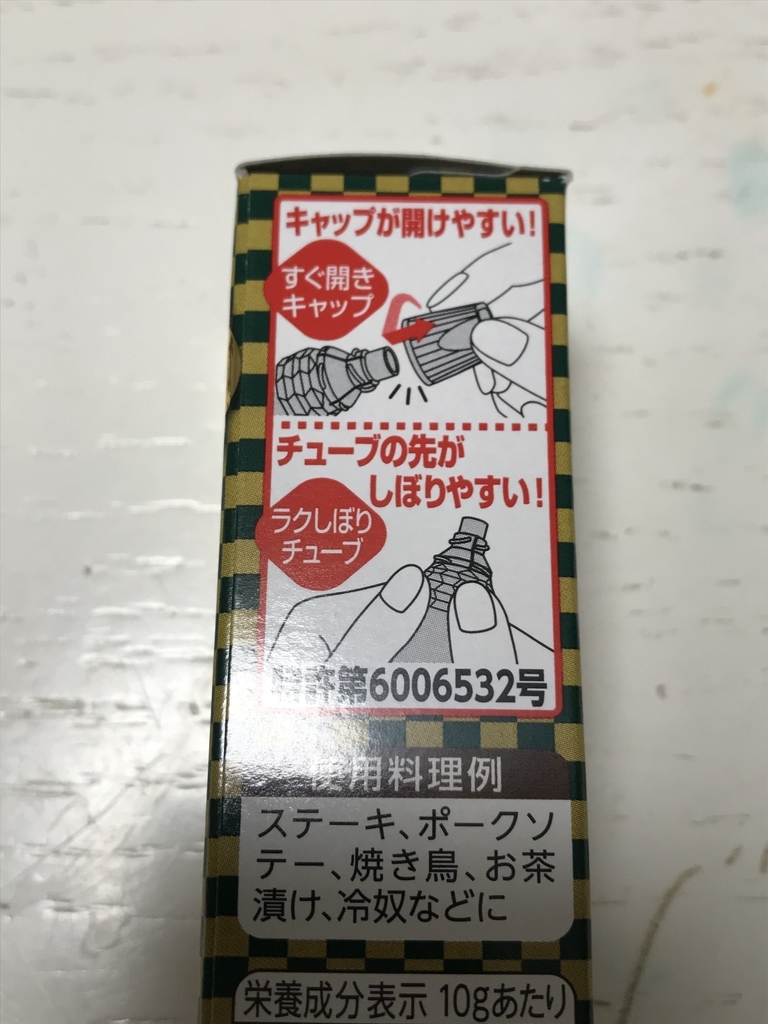 キャップが開けやすい!
すぐ開き
キャップ
チューブの先が
しぼりやすい!
ラクしぼり
チューブ
特許第6006532号
使用料理例
ステーキ、ポークソ
テー、焼き鳥、お茶
漬け、冷奴などに
栄養成分表示 10gあたり